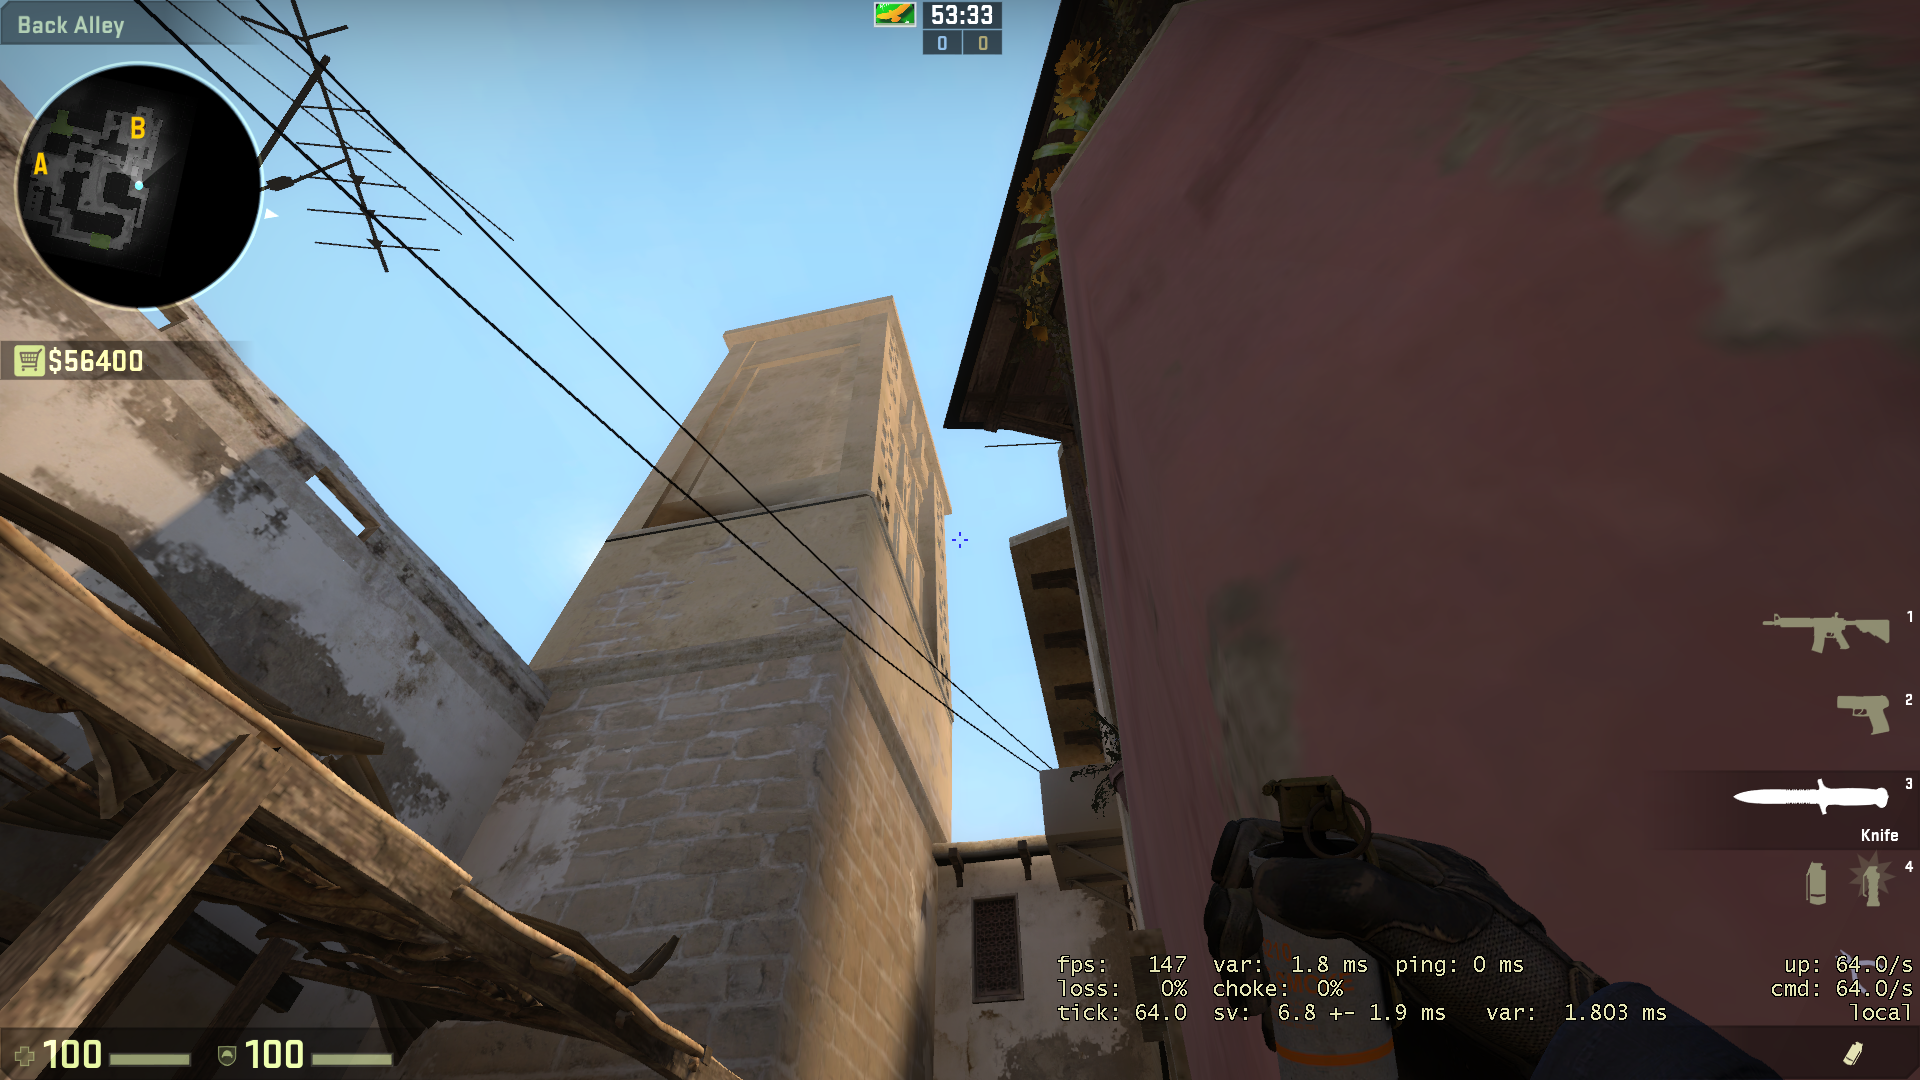 Back Alley
53:33
0 0
B
A
$56400
1
2
3
Knife
4
fps: 147 var: 1.8 ms ping: 0 ms
loss: 0% choke: 0%
tick: 64.0 sv: 6.8 +- 1.9 ms var: 1.803 ms
up: 64.0/s
cmd: 64.0/s
local
100 100